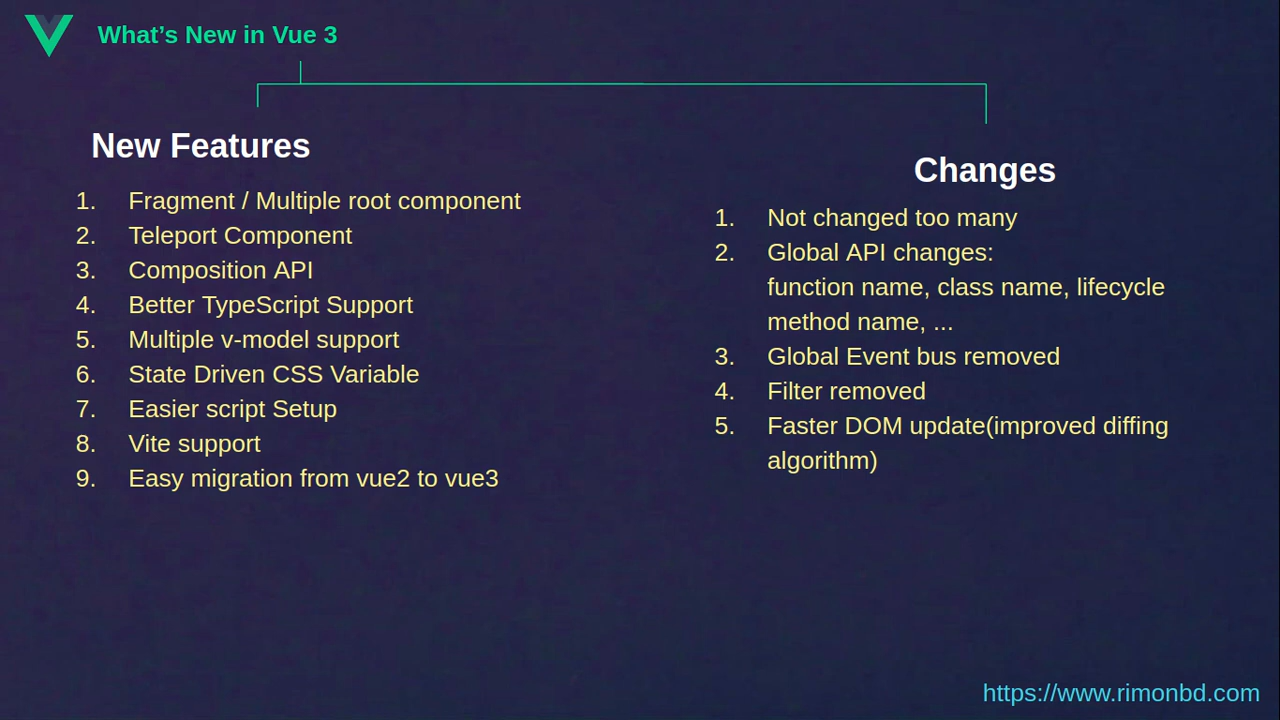 What’s New in Vue 3
New Features
1. Fragment / Multiple root component
2. Teleport Component
3. Composition API
4. Better TypeScript Support
5. Multiple v-model support
6. State Driven CSS Variable
7. Easier script Setup
8. Vite support
9. Easy migration from vue2 to vue3
Changes
1. Not changed too many
2. Global API changes:
function name, class name, lifecycle
method name, ...
3. Global Event bus removed
4. Filter removed
5. Faster DOM update(improved diffing
algorithm)
https://www.rimonbd.com